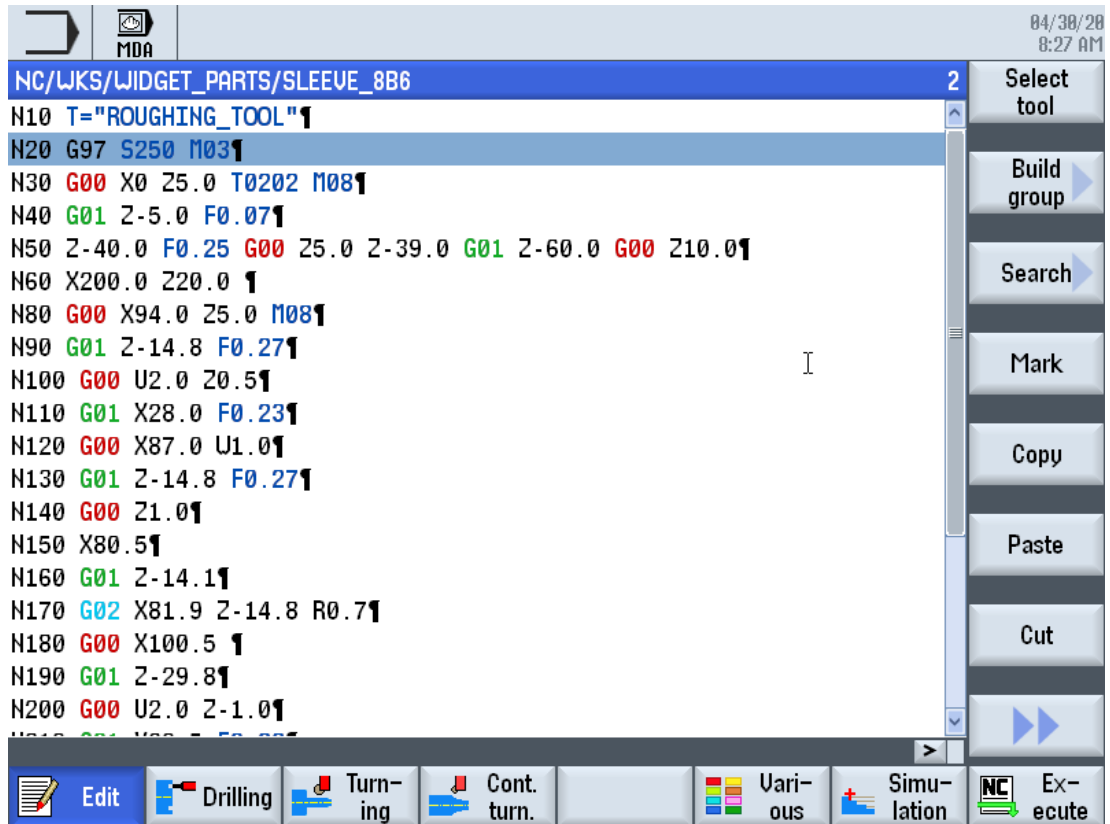 MDA
04/30/20
8:27 AM
NC/WKS/WIDGET_PARTS/SLEEVE_8B6 2
N10 T="ROUGHING_TOOL"¶
N20 G97 S250 M03¶
N30 G00 X0 Z5.0 T0202 M08¶
N40 G01 Z-5.0 F0.07¶
N50 Z-40.0 F0.25 G00 Z5.0 Z-39.0 G01 Z-60.0 G00 Z10.0¶
N60 X200.0 Z20.0 ¶
N80 G00 X94.0 Z5.0 M08¶
N90 G01 Z-14.8 F0.27¶
N100 G00 U2.0 Z0.5¶
N110 G01 X28.0 F0.23¶
N120 G00 X87.0 W1.0¶
N130 G01 Z-14.8 F0.27¶
N140 G00 Z1.0¶
N150 X80.5¶
N160 G01 Z-14.1¶
N170 G02 X81.9 Z-14.8 R0.7¶
N180 G00 X100.5 ¶
N190 G01 Z-29.8¶
N200 G00 U2.0 Z-1.0¶
Select
tool
Build
group
Search
Mark
Copy
Paste
Cut
>
Edit
Drilling
Turn-
ing
Cont.
turn.
Vari-
ous
Simu-
lation
NC
Ex-
ecute